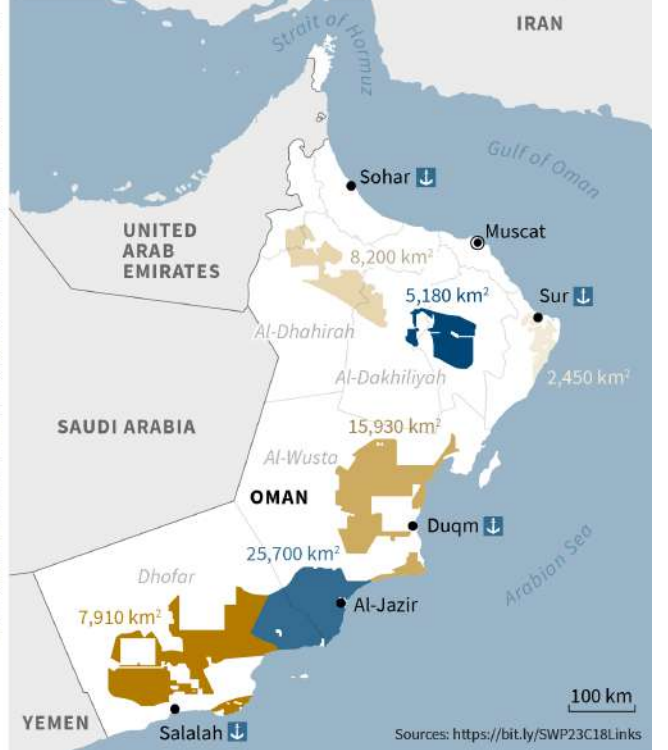 IRAN
Strait of Hormuz
Gulf of Oman
Sohar
Muscat
UNITED
ARAB
EMIRATES
8,200 km²
5,180 km²
Sur
Al-Dhahirah
Al-Dakhiliyah
2,450 km²
SAUDI ARABIA
15,930 km²
Al-Wusta
OMAN
Duqm
25,700 km²
Arabian Sea
Dhofar
7,910 km²
Al-Jazir
100 km
YEMEN
Salalah
Sources: https://bit.ly/SWP23C18Links